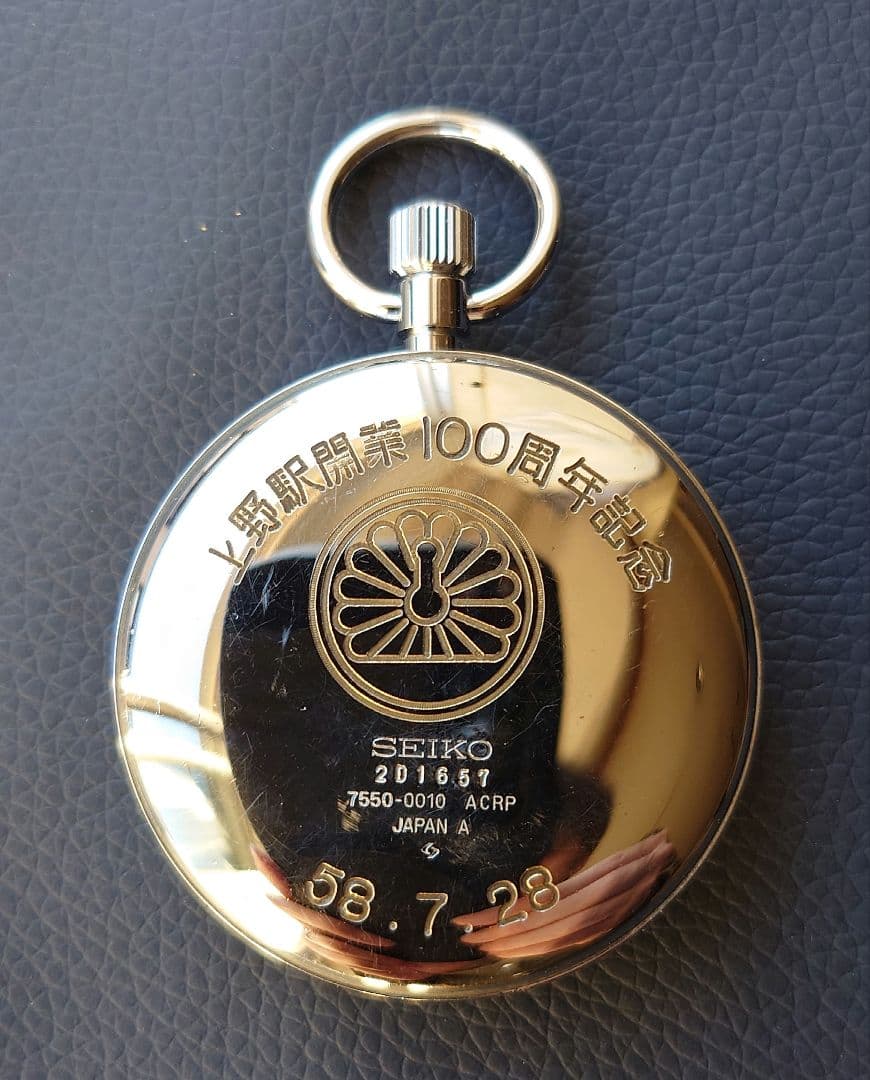 上野駅開業100周年記念
SEIKO
2D1657
7550-0010 ACRP
JAPAN A
58.7.28